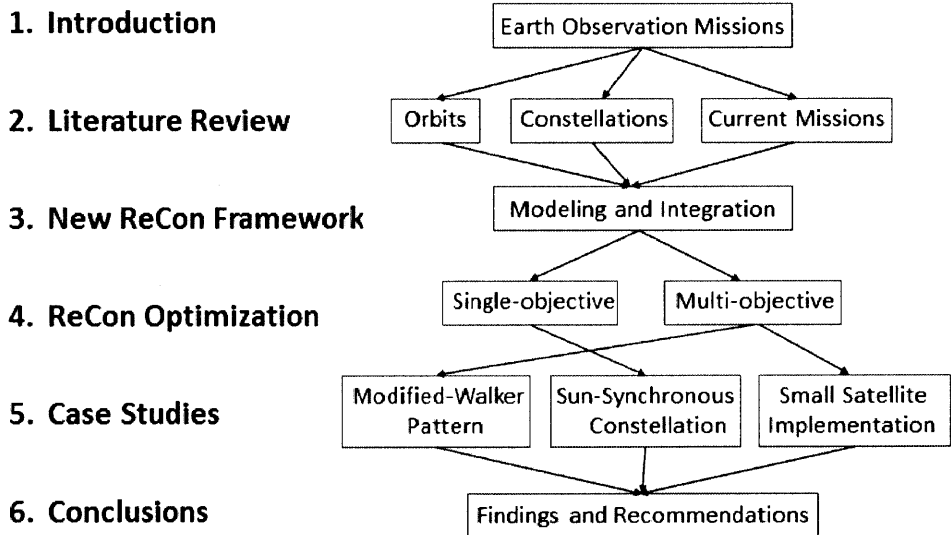 1. Introduction
Earth Observation Missions
2. Literature Review
Orbits
Constellations
Current Missions
3. New ReCon Framework
Modeling and Integration
4. ReCon Optimization
Single-objective
Multi-objective
5. Case Studies
Modified-Walker
Pattern
Sun-Synchronous
Constellation
Small Satellite
Implementation
6. Conclusions
Findings and Recommendations